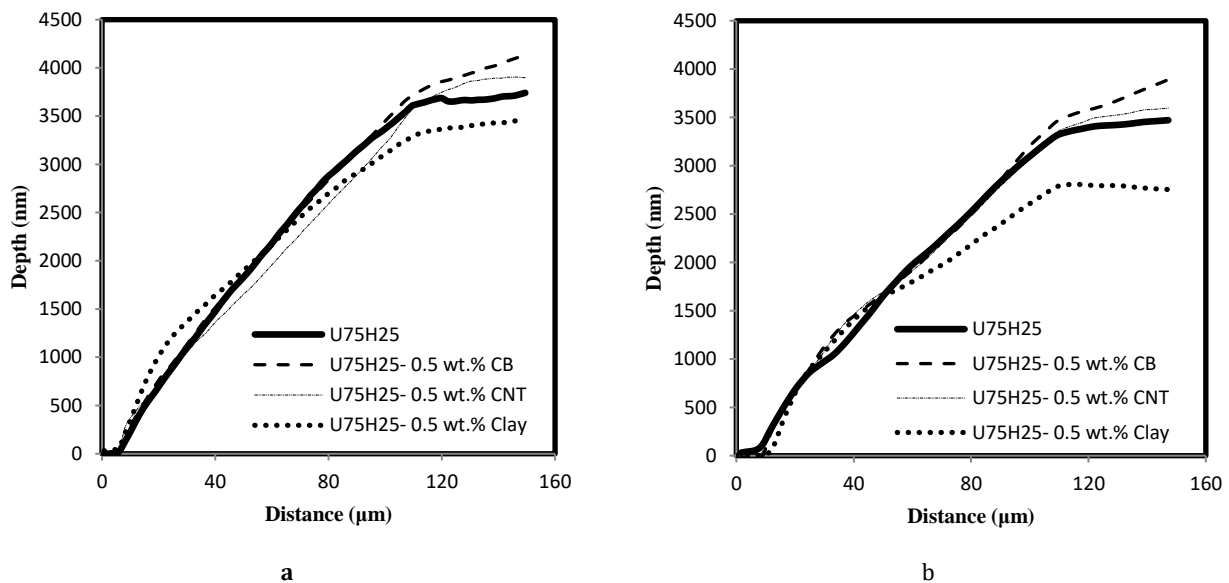 4500
4000
3500
3000
2500
2000
1500
1000
500
0
Depth (nm)
U75H25
U75H25- 0.5 wt.% CB
U75H25- 0.5 wt.% CNT
U75H25- 0.5 wt.% Clay
0 40 80 120 160
Distance (µm)
a
4500
4000
3500
3000
2500
2000
1500
1000
500
0
Depth (nm)
U75H25
U75H25- 0.5 wt.% CB
U75H25- 0.5 wt.% CNT
U75H25- 0.5 wt.% Clay
0 40 80 120 160
Distance (µm)
b